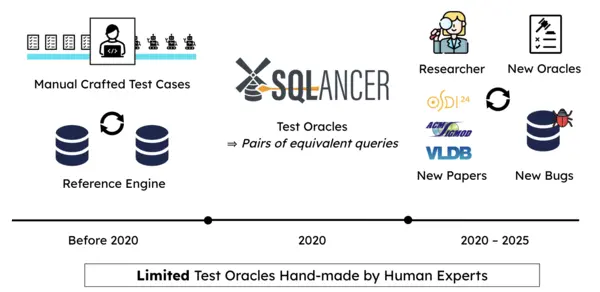 Manual Crafted Test Cases
Reference Engine
SQLANCER
Test Oracles
⇒ Pairs of equivalent queries
Researcher
New Oracles
OSDI 24
ACM SIGMOD
VLDB
New Papers
New Bugs
Before 2020
2020
2020 – 2025
Limited Test Oracles Hand-made by Human Experts